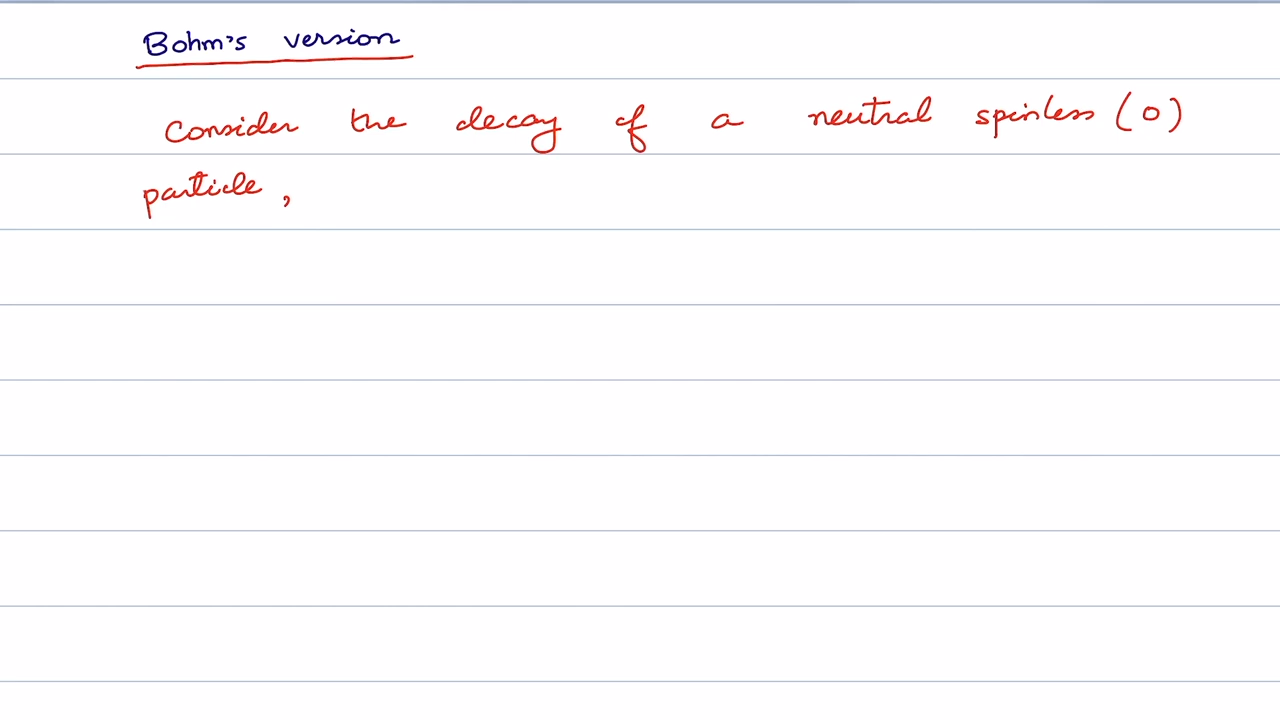 Bohm's version
Consider the decay of a neutral spinless (0)
particle,